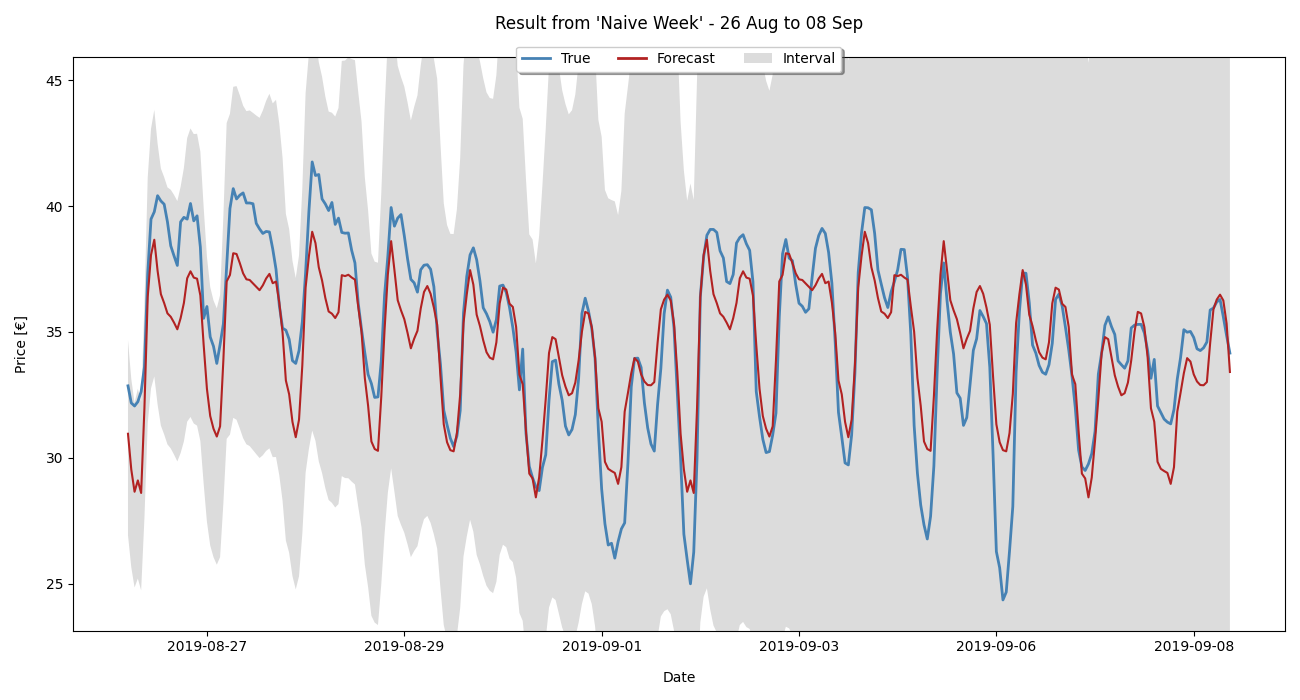 Result from 'Naive Week' - 26 Aug to 08 Sep
True Forecast Interval
45
40
35
30
25
Price [€]
2019-08-27 2019-08-29 2019-09-01 2019-09-03 2019-09-06 2019-09-08
Date